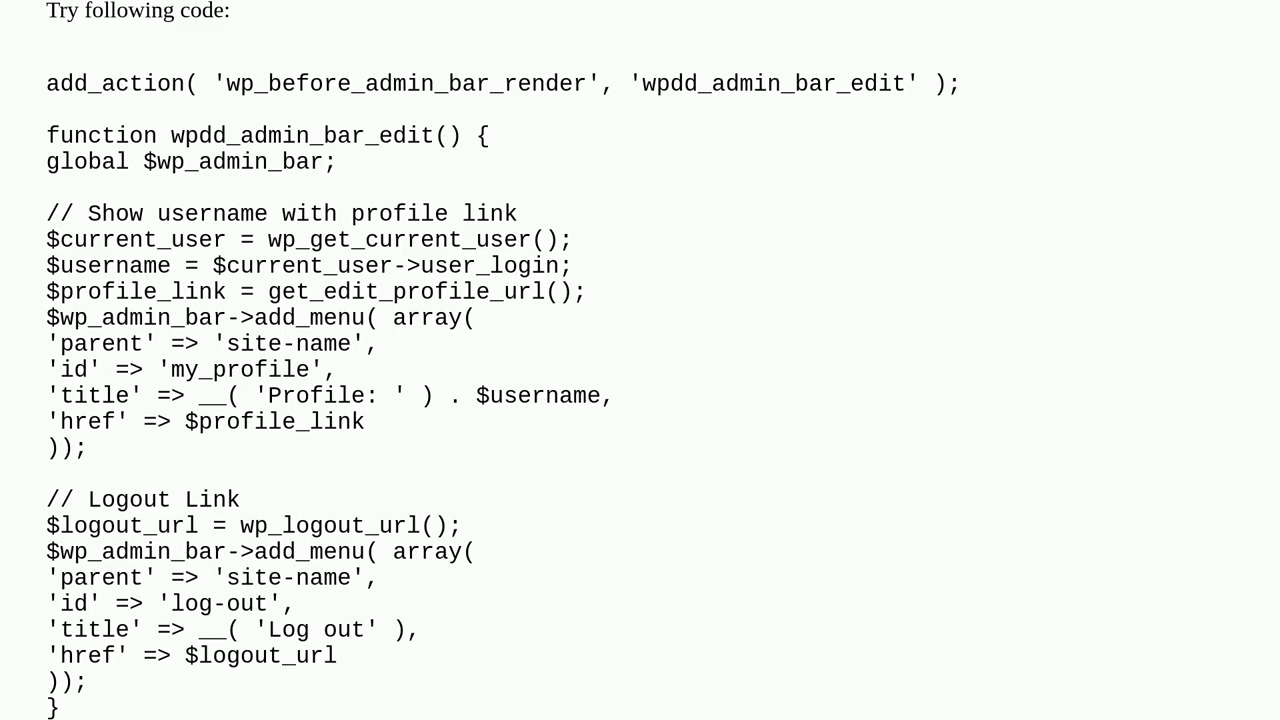 Try following code:
add_action( 'wp_before_admin_bar_render', 'wpdd_admin_bar_edit' );
function wpdd_admin_bar_edit() {
global $wp_admin_bar;
// Show username with profile link
$current_user = wp_get_current_user();
$username = $current_user->user_login;
$profile_link = get_edit_profile_url();
$wp_admin_bar->add_menu( array(
'parent' => 'site-name',
'id' => 'my_profile',
'title' => __( 'Profile: ' ) . $username,
'href' => $profile_link
));
// Logout Link
$logout_url = wp_logout_url();
$wp_admin_bar->add_menu( array(
'parent' => 'site-name',
'id' => 'log-out',
'title' => __( 'Log out' ),
'href' => $logout_url
));
}